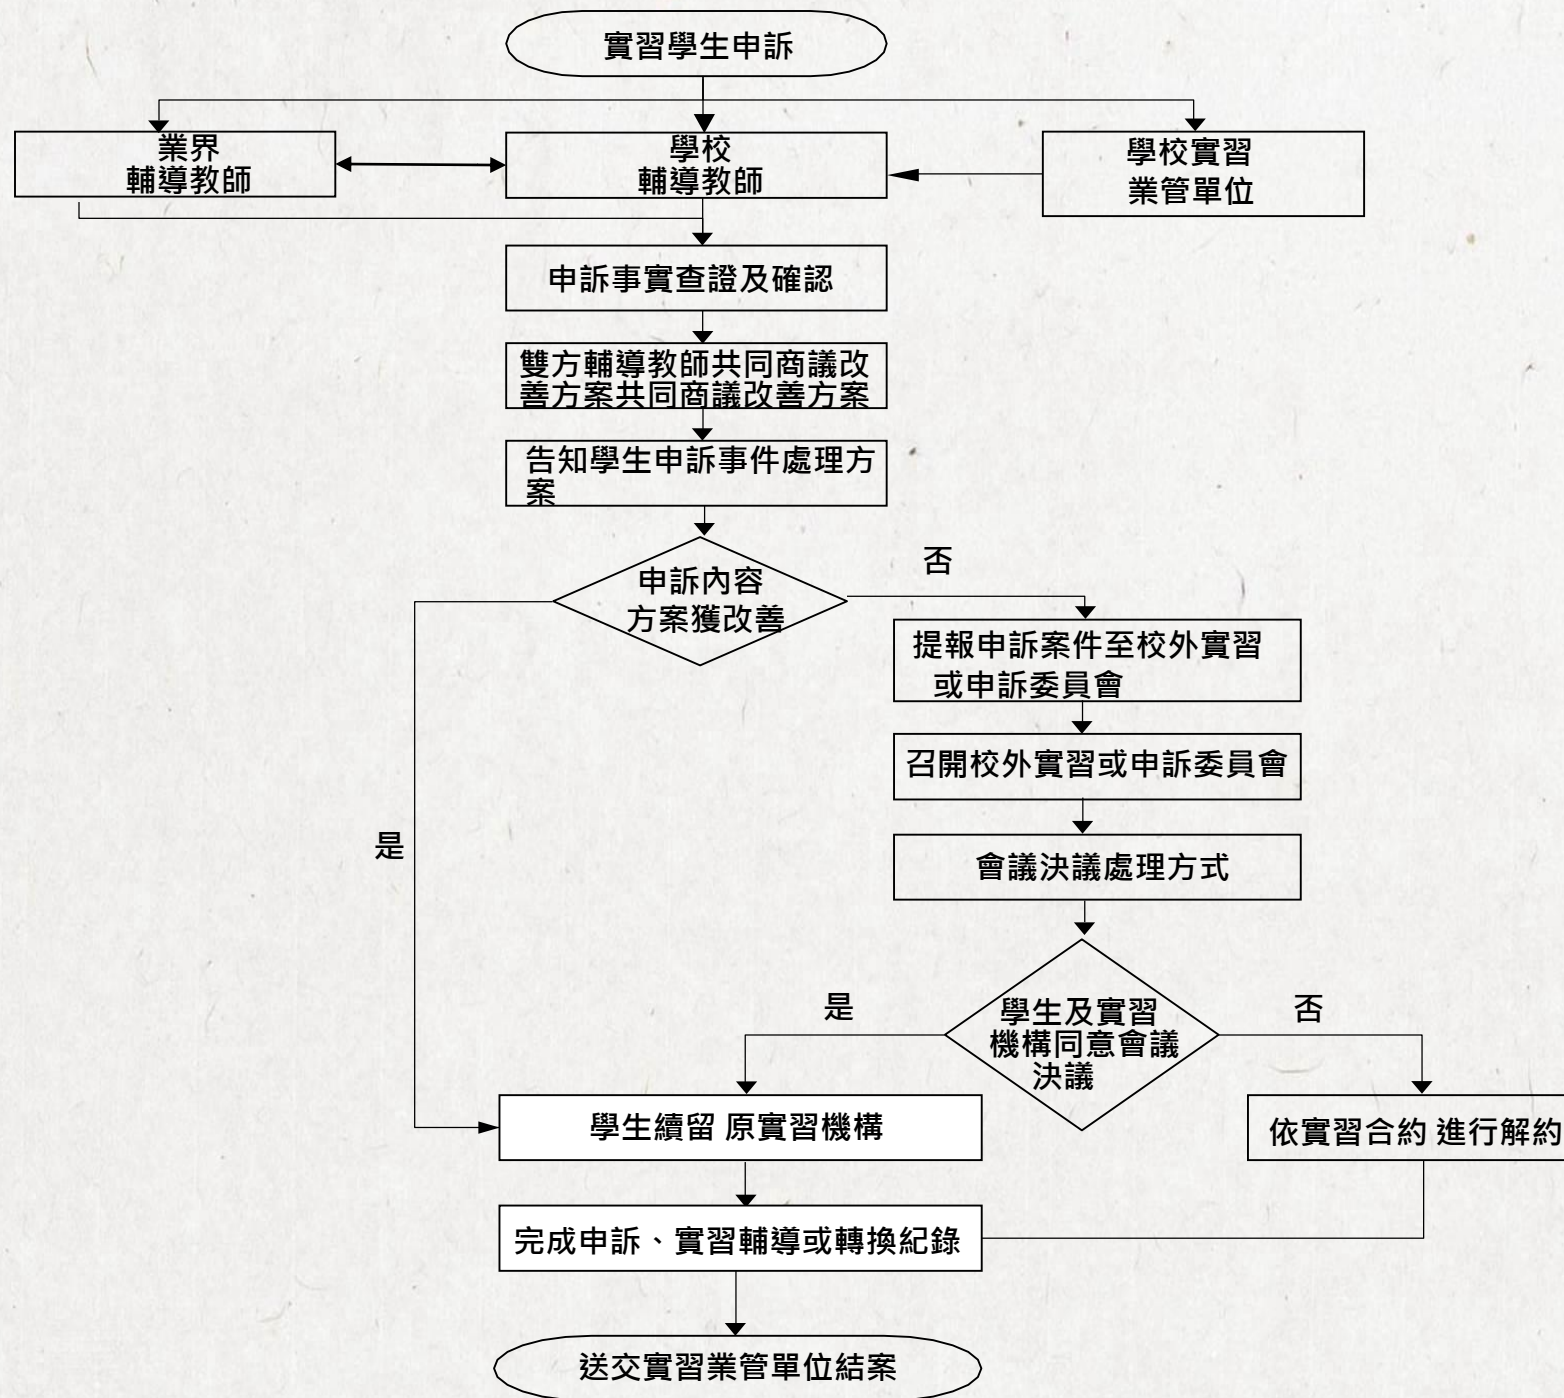 實習學生申訴
業界
輔導教師
學校
輔導教師
學校實習
業管單位
申訴事實查證及確認
雙方輔導教師共同商議改
善方案共同商議改善方案
告知學生申訴事件處理方
案
申訴內容
方案獲改善
否
提報申訴案件至校外實習
或申訴委員會
召開校外實習或申訴委員會
是
會議決議處理方式
學生及實習
機構同意會議
決議
是
否
學生續留 原實習機構
依實習合約 進行解約
完成申訴、實習輔導或轉換紀錄
送交實習業管單位結案